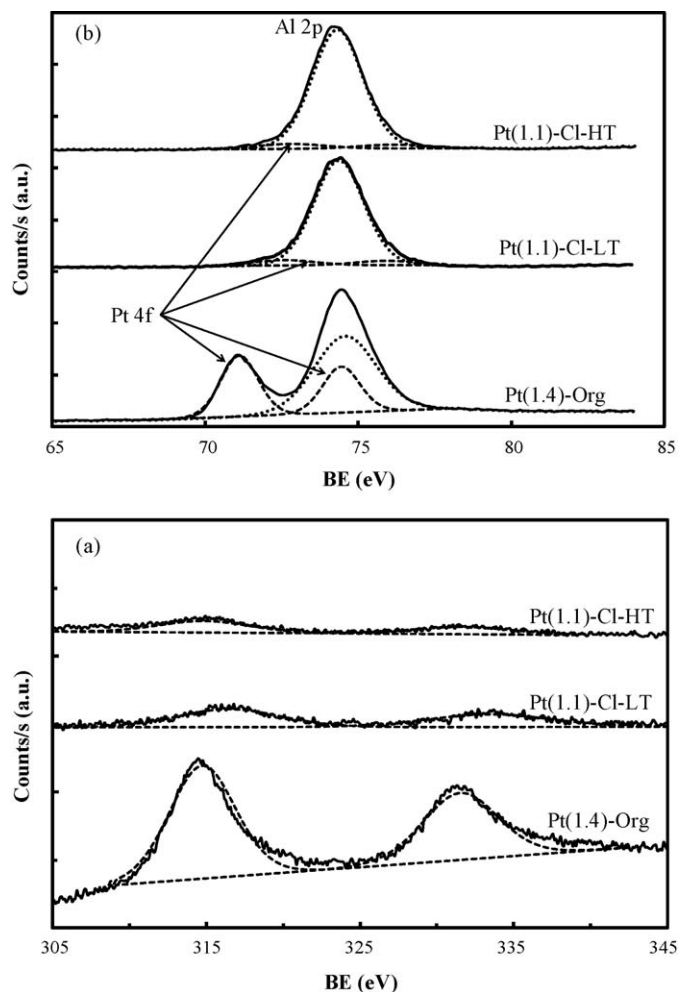 (b)
Al 2p
Pt(1.1)-Cl-HT
Pt(1.1)-Cl-LT
Pt 4f
Pt(1.4)-Org
Counts/s (a.u.)
65 70 75 80 85
BE (eV)
(a)
Pt(1.1)-Cl-HT
Pt(1.1)-Cl-LT
Pt(1.4)-Org
Counts/s (a.u.)
305 315 325 335 345
BE (eV)